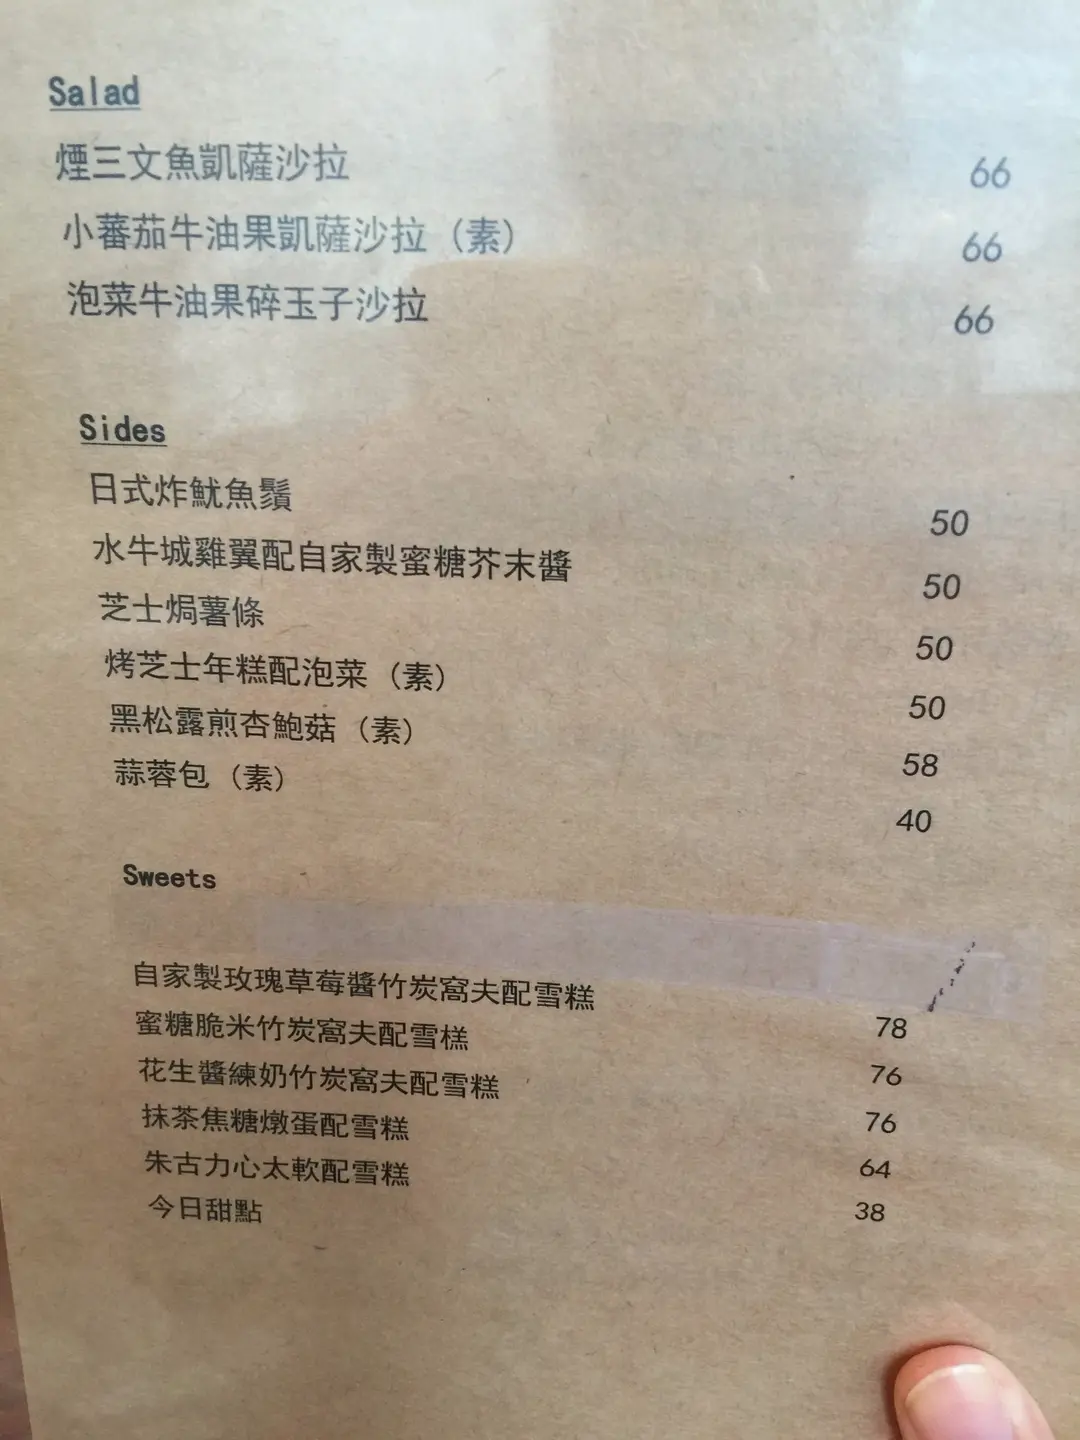 Salad
煙三文魚凱薩沙拉 66
小蕃茄牛油果凱薩沙拉（素） 66
泡菜牛油果碎玉子沙拉 66
Sides
日式炸魷魚鬚 50
水牛城雞翼配自家製蜜糖芥末醬 50
芝士焗薯條 50
烤芝士年糕配泡菜（素） 50
黑松露煎杏鮑菇（素） 58
蒜蓉包（素） 40
Sweets
自家製玫瑰草莓醬竹炭窩夫配雪糕 78
蜜糖脆米竹炭窩夫配雪糕 76
花生醬練奶竹炭窩夫配雪糕 76
抹茶焦糖燉蛋配雪糕 64
朱古力心太軟配雪糕 38
今日甜點